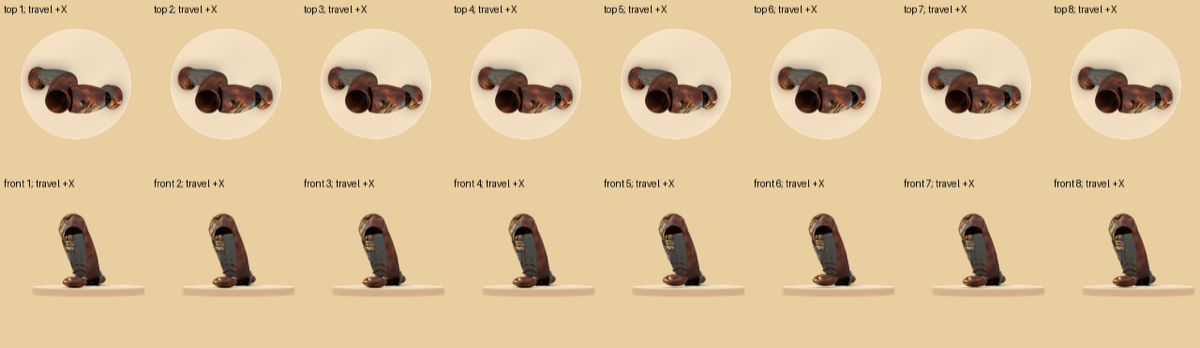 top 1; travel +X
top 2; travel +X
top 3; travel +X
top 4; travel +X
top 5; travel +X
top 6; travel +X
top 7; travel +X
top 8; travel +X
front 1; travel +X
front 2; travel +X
front 3; travel +X
front 4; travel +X
front 5; travel +X
front 6; travel +X
front 7; travel +X
front 8; travel +X